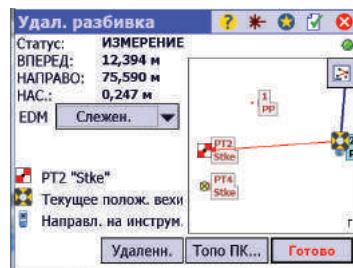 Удал. разбивка
Статус: ИЗМЕРЕНИЕ
ВПЕРЕД: 12,394 м
НАПРАВО: 75,590 м
НАС.: 0,247 м
EDM Слежен.
1
PP
PT2
Stke
PT4
Stke
PT2 "Stke"
Текущее полож. вехи
Направл. на инструм.
Удаленн. Топо ПК... Готово